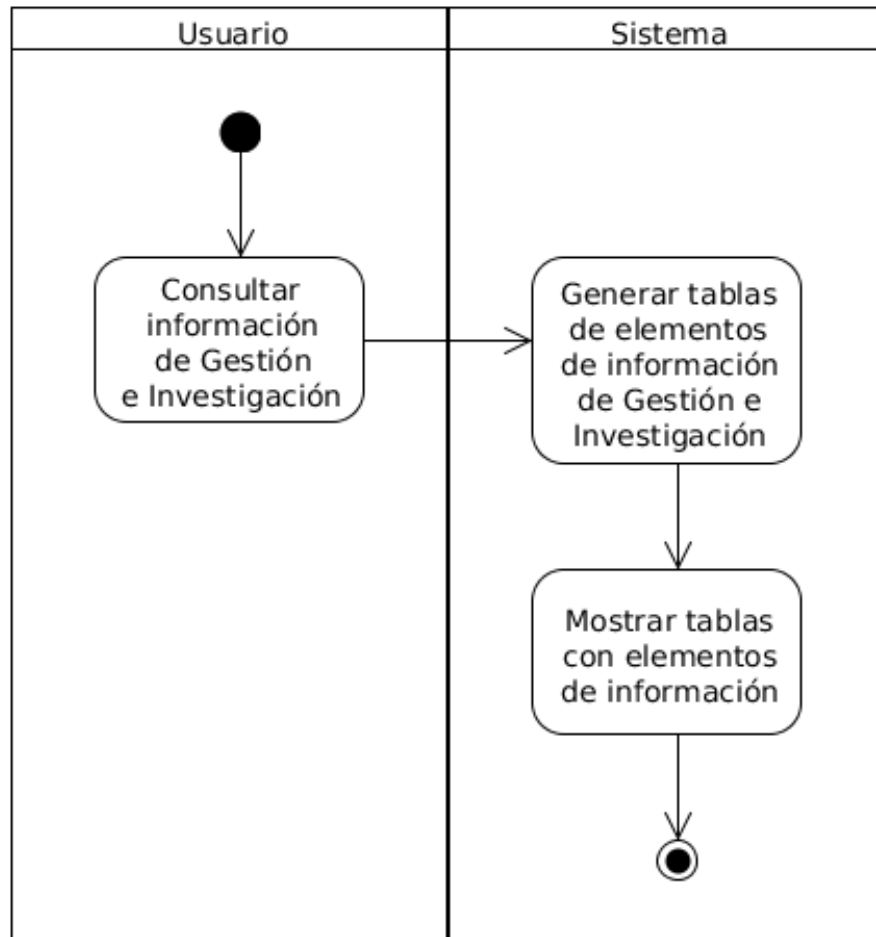 Usuario
Sistema
Consultar
información
de Gestión
e Investigación
Generar tablas
de elementos
de información
de Gestión e
Investigación
Mostrar tablas
con elementos
de información